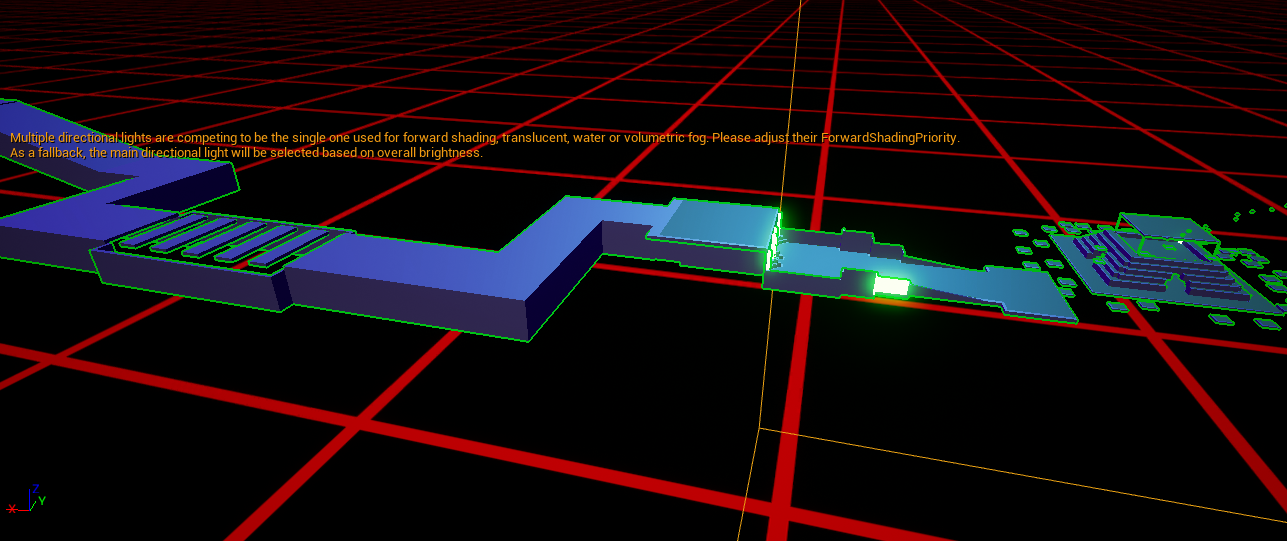 Multiple directional lights are competing to be the single one used for forward shading, translucent, water or volumetric fog. Please adjust their ForwardShadingPriority.
As a fallback, the main directional light will be selected based on overall brightness.
Z
Y
X